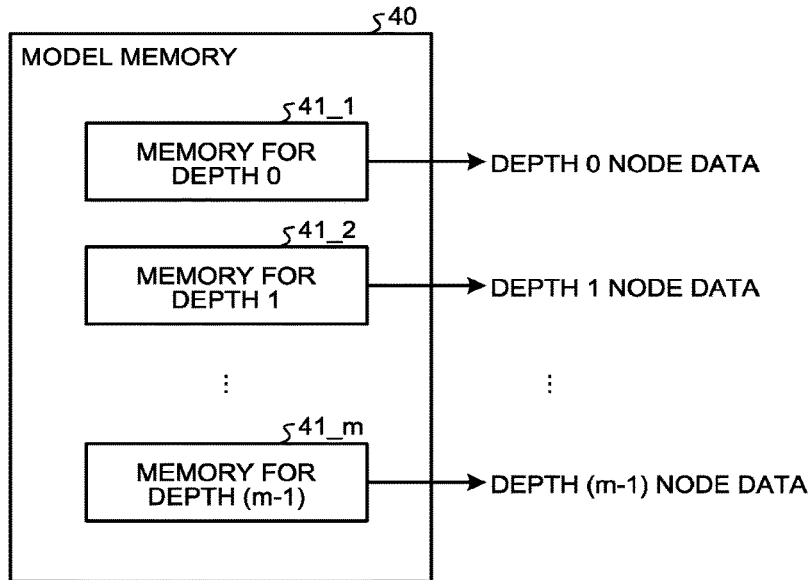 40
MODEL MEMORY
41_1
MEMORY FOR
DEPTH 0
DEPTH 0 NODE DATA
41_2
MEMORY FOR
DEPTH 1
DEPTH 1 NODE DATA
⋮ ⋮
41_m
MEMORY FOR
DEPTH (m-1)
DEPTH (m-1) NODE DATA